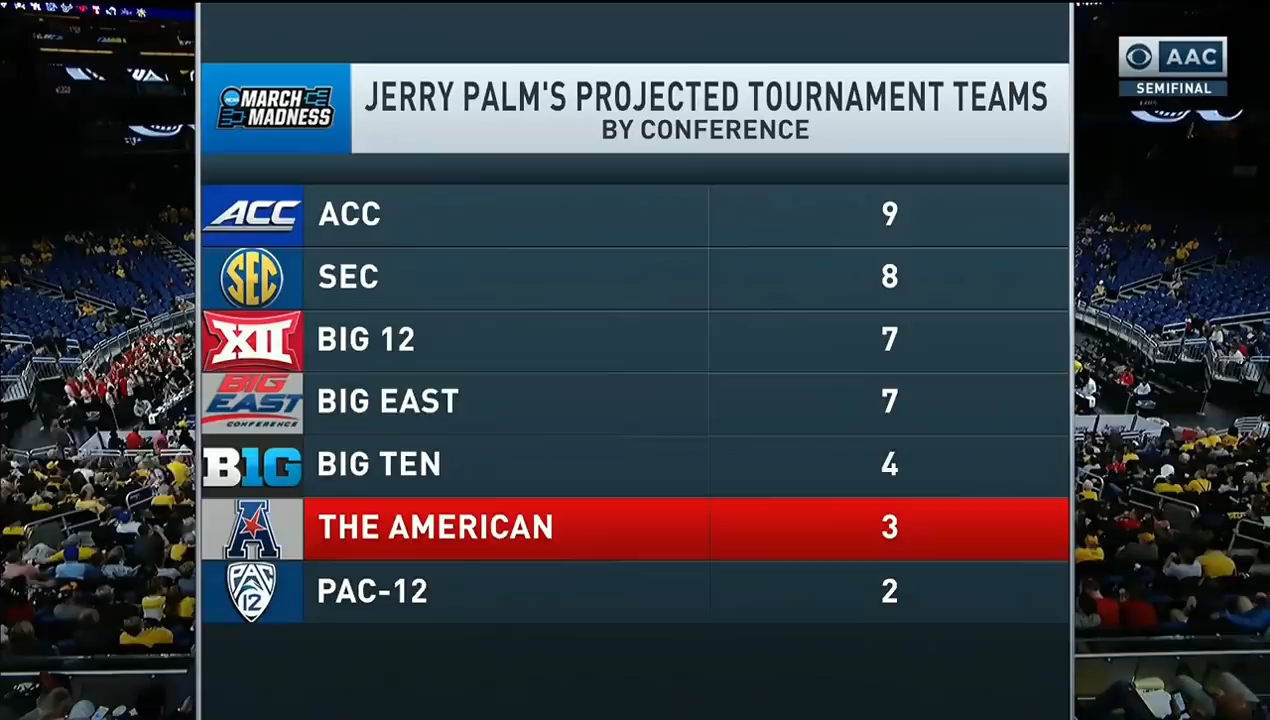 AAC
SEMIFINAL
NCAA
MARCH
MADNESS
JERRY PALM'S PROJECTED TOURNAMENT TEAMS
BY CONFERENCE
ACC ACC 9
SEC SEC 8
XII BIG 12 7
BIG
EAST
CONFERENCE
BIG EAST 7
B1G BIG TEN 4
A THE AMERICAN 3
PAC
12
PAC-12 2